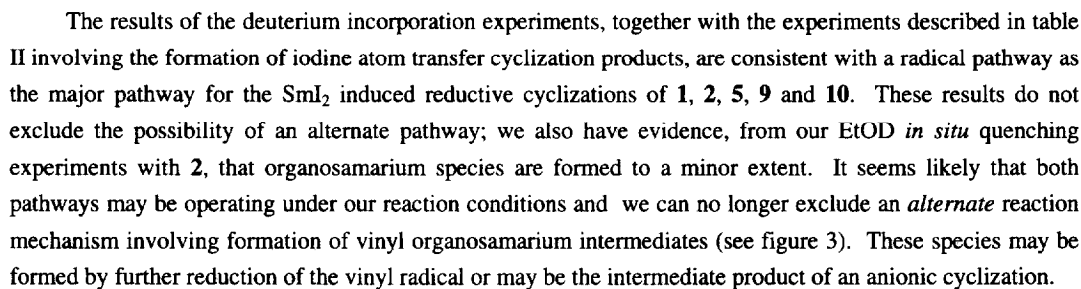 The results of the deuterium incorporation experiments, together with the experiments described in table
II involving the formation of iodine atom transfer cyclization products, are consistent with a radical pathway as
the major pathway for the SmI₂ induced reductive cyclizations of 1, 2, 5, 9 and 10. These results do not
exclude the possibility of an alternate pathway; we also have evidence, from our EtOD in situ quenching
experiments with 2, that organosamarium species are formed to a minor extent. It seems likely that both
pathways may be operating under our reaction conditions and we can no longer exclude an alternate reaction
mechanism involving formation of vinyl organosamarium intermediates (see figure 3). These species may be
formed by further reduction of the vinyl radical or may be the intermediate product of an anionic cyclization.